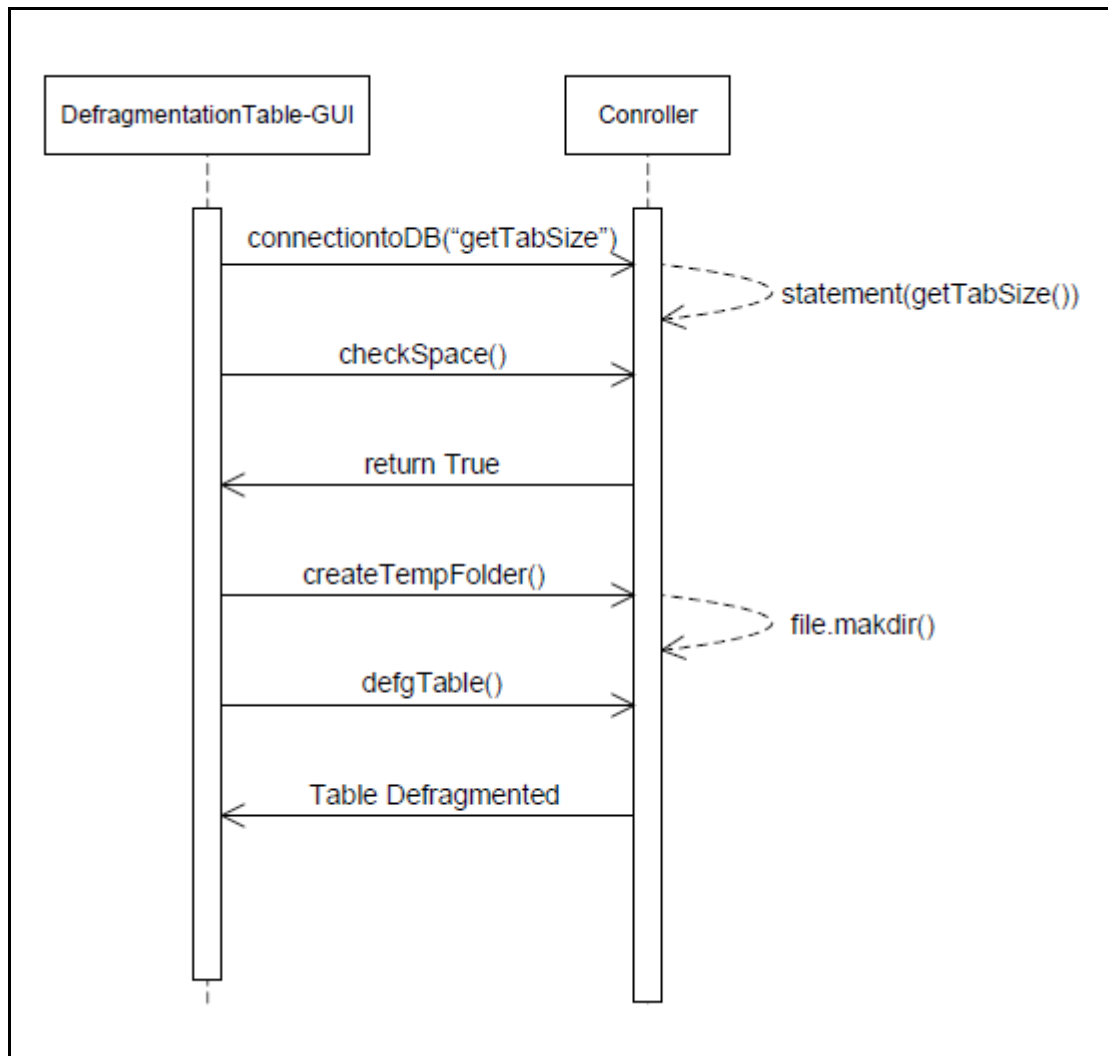 DefragmentationTable-GUI
Conroller
connectiontoDB(“getTabSize”)
statement(getTabSize())
checkSpace()
return True
createTempFolder()
file.makdir()
defgTable()
Table Defragmented